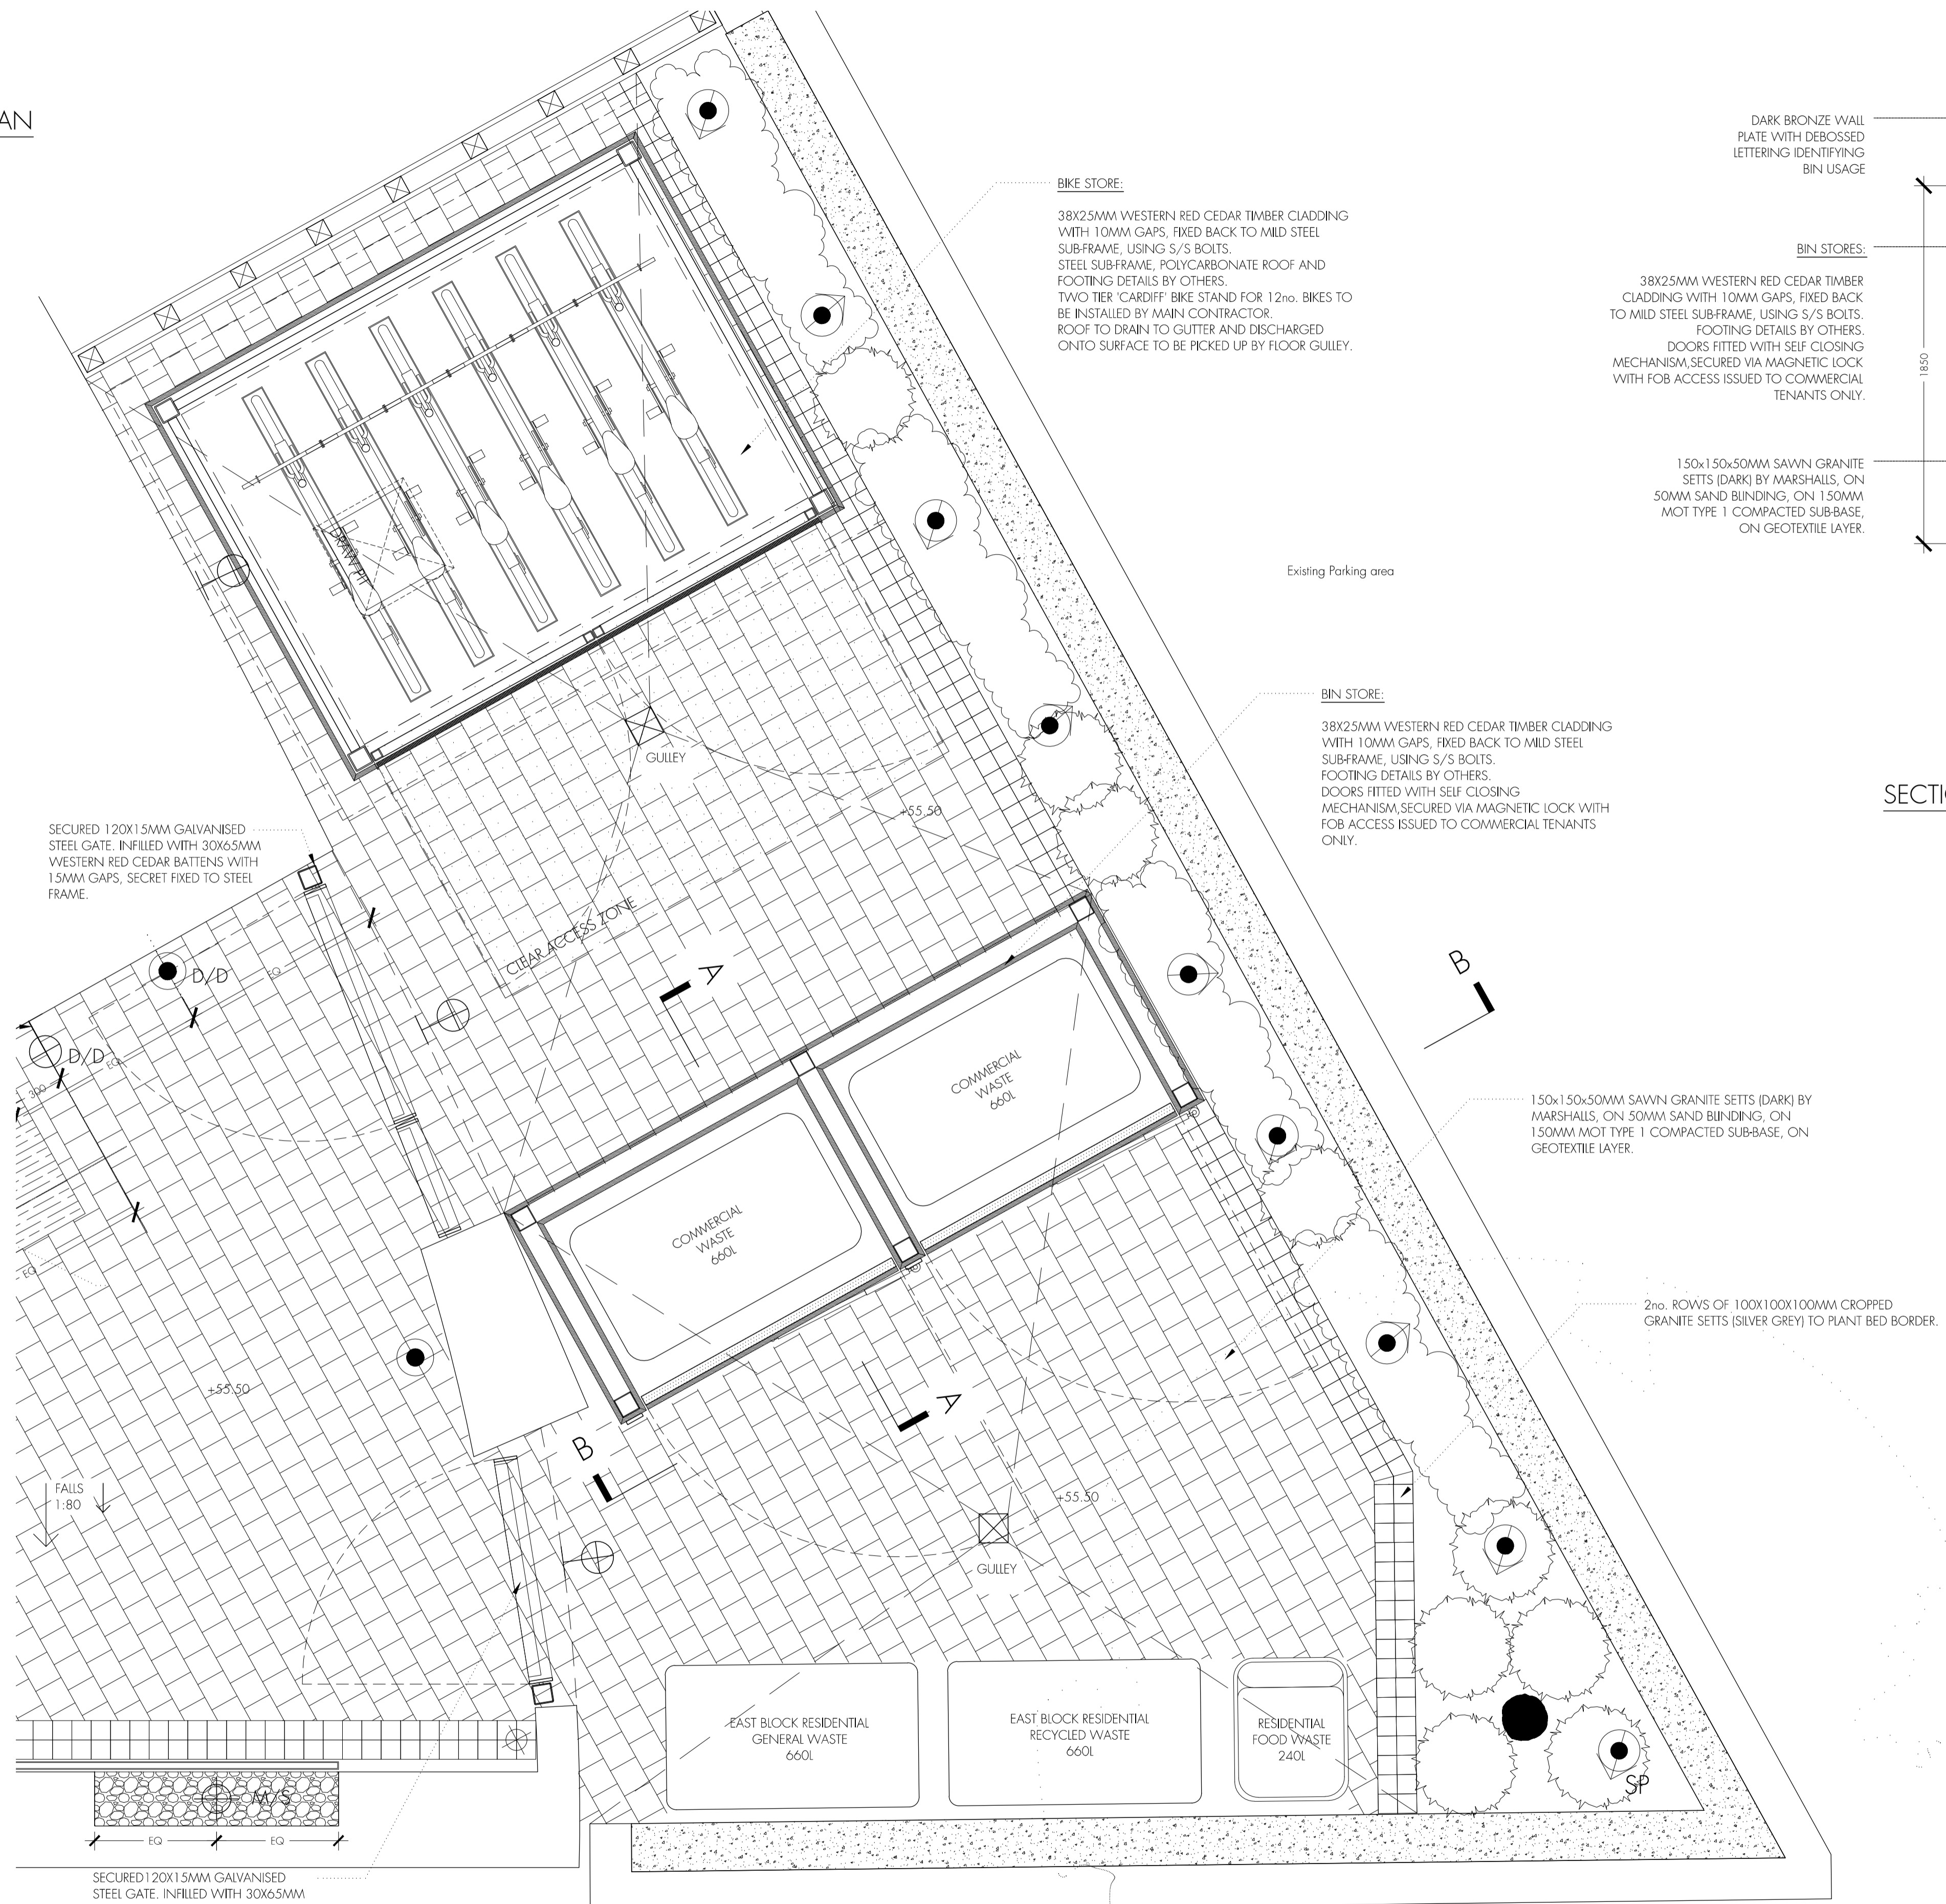 AN
BIKE STORE:
38X25MM WESTERN RED CEDAR TIMBER CLADDING
WITH 10MM GAPS, FIXED BACK TO MILD STEEL
SUB-FRAME, USING S/S BOLTS.
STEEL SUB-FRAME, POLYCARBONATE ROOF AND
FOOTING DETAILS BY OTHERS.
TWO TIER 'CARDIFF' BIKE STAND FOR 12no. BIKES TO
BE INSTALLED BY MAIN CONTRACTOR.
ROOF TO DRAIN TO GUTTER AND DISCHARGED
ONTO SURFACE TO BE PICKED UP BY FLOOR GULLEY.
DARK BRONZE WALL
PLATE WITH DEBOSSED
LETTERING IDENTIFYING
BIN USAGE
BIN STORES:
38X25MM WESTERN RED CEDAR TIMBER
CLADDING WITH 10MM GAPS, FIXED BACK
TO MILD STEEL SUB-FRAME, USING S/S BOLTS.
FOOTING DETAILS BY OTHERS.
DOORS FITTED WITH SELF CLOSING
MECHANISM,SECURED VIA MAGNETIC LOCK
WITH FOB ACCESS ISSUED TO COMMERCIAL
TENANTS ONLY.
1850
150x150x50MM SAWN GRANITE
SETTS (DARK) BY MARSHALLS, ON
50MM SAND BLINDING, ON 150MM
MOT TYPE 1 COMPACTED SUB-BASE,
ON GEOTEXTILE LAYER.
DRAW PIT
Existing Parking area
BIN STORE:
38X25MM WESTERN RED CEDAR TIMBER CLADDING
WITH 10MM GAPS, FIXED BACK TO MILD STEEL
SUB-FRAME, USING S/S BOLTS.
FOOTING DETAILS BY OTHERS.
DOORS FITTED WITH SELF CLOSING
MECHANISM,SECURED VIA MAGNETIC LOCK WITH
FOB ACCESS ISSUED TO COMMERCIAL TENANTS
ONLY.
SECTIO
GULLEY
+55.50
SECURED 120X15MM GALVANISED
STEEL GATE. INFILLED WITH 30X65MM
WESTERN RED CEDAR BATTENS WITH
15MM GAPS, SECRET FIXED TO STEEL
FRAME.
CLEAR ACCESS ZONE
A
B
D/D
EQ
D/D
EQ
300
EQ
COMMERCIAL
WASTE
660L
COMMERCIAL
WASTE
660L
150x150x50MM SAWN GRANITE SETTS (DARK) BY
MARSHALLS, ON 50MM SAND BLINDING, ON
150MM MOT TYPE 1 COMPACTED SUB-BASE, ON
GEOTEXTILE LAYER.
2no. ROWS OF 100X100X100MM CROPPED
GRANITE SETTS (SILVER GREY) TO PLANT BED BORDER.
+55.50
A
B
FALLS
1:80
+55.50
GULLEY
EAST BLOCK RESIDENTIAL
GENERAL WASTE
660L
EAST BLOCK RESIDENTIAL
RECYCLED WASTE
660L
RESIDENTIAL
FOOD WASTE
240L
SP
M/S
EQ
EQ
SECURED120X15MM GALVANISED
STEEL GATE. INFILLED WITH 30X65MM